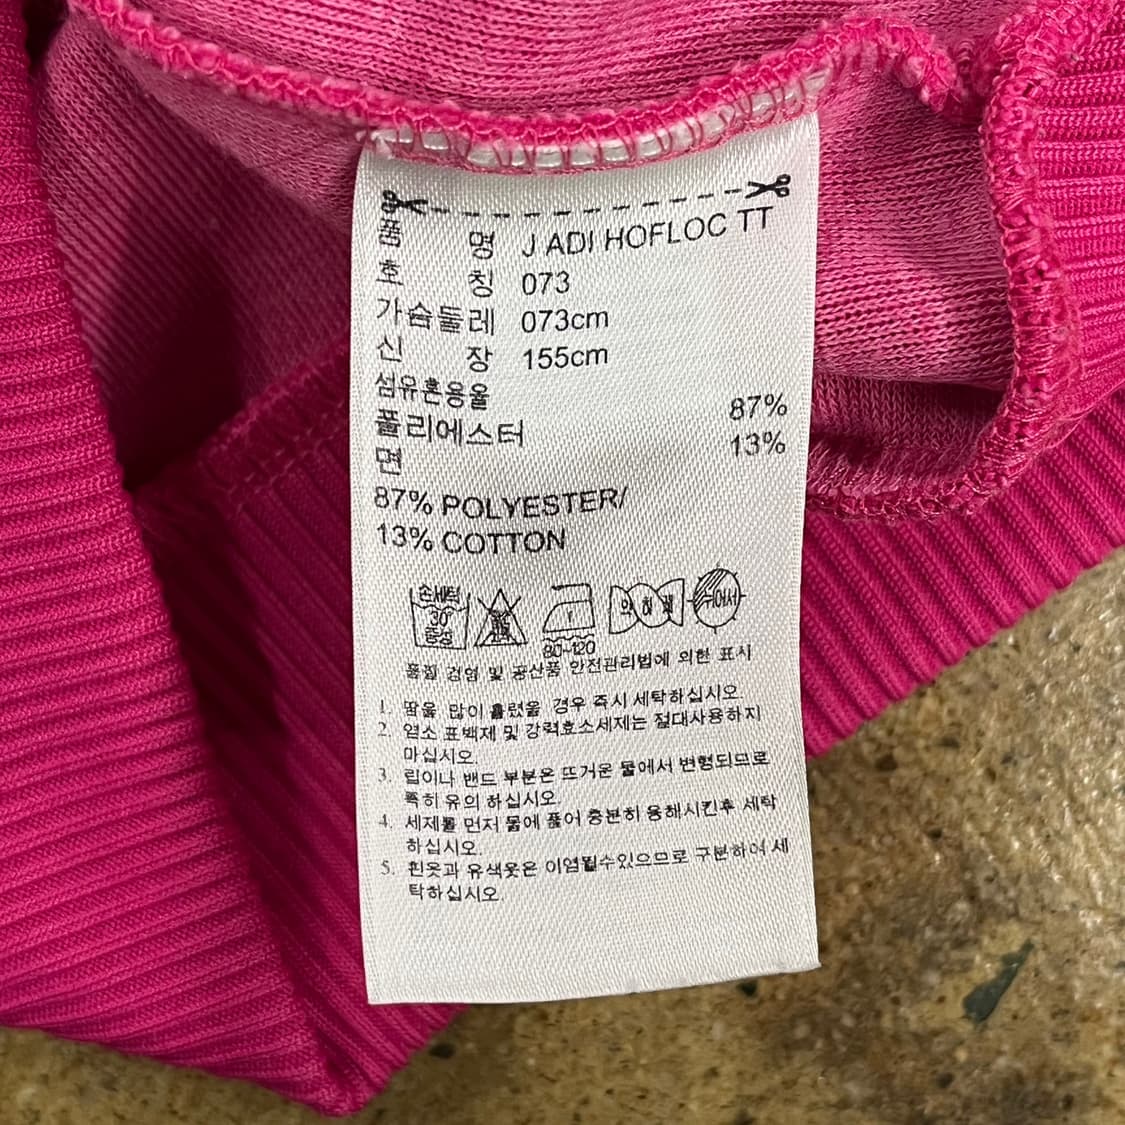 품 명 J ADI HOFLOC TT
호 칭 073
가슴둘레 073cm
신 장 155cm
섬유혼용율
폴리에스터 87%
면 13%
87% POLYESTER/
13% COTTON
손세탁 30° 중성
80~120
품질 경영 및 공산품 안전관리법에 의한 표시
1. 땀을 많이 흘렸을 경우 즉시 세탁하십시오.
2. 염소 표백제 및 강력효소세제는 절대사용하지
마십시오.
3. 립이나 밴드 부분은 뜨거운 물에서 변형되므로
특히 유의 하십시오.
4. 세제를 먼저 물에 풀어 충분히 용해시킨후 세탁
하십시오.
5. 흰옷과 유색옷은 이염될수있으므로 구분하여 세
탁하십시오.